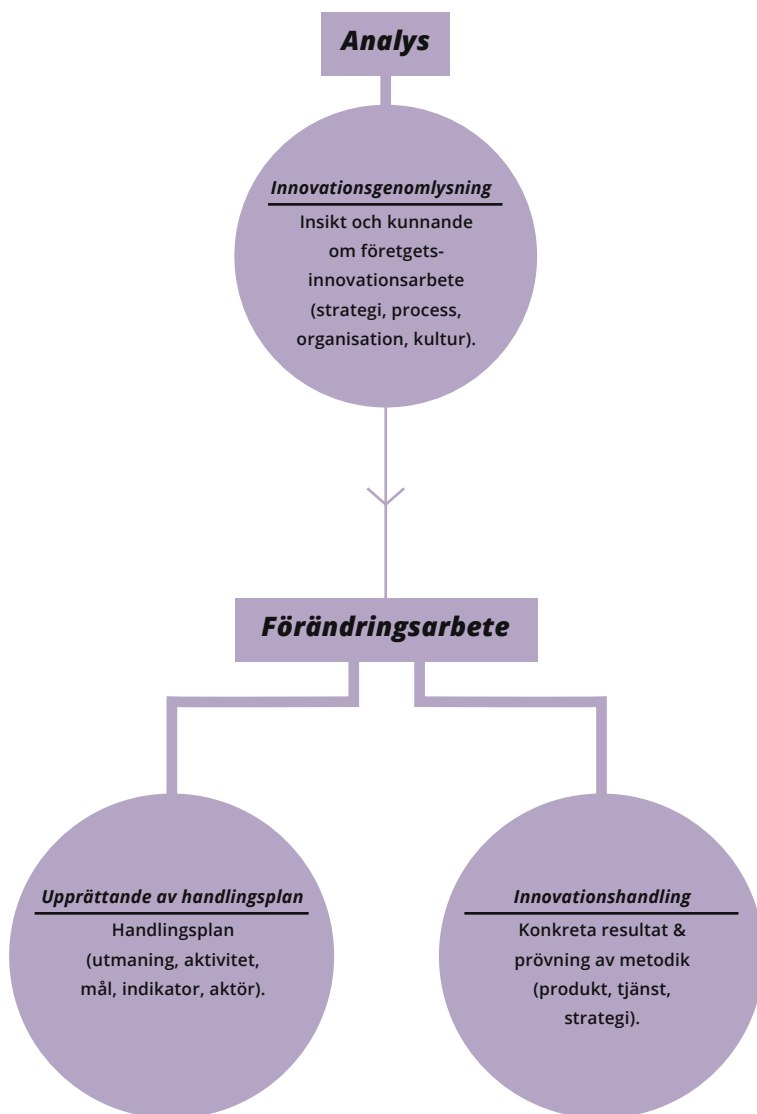 Analys
Innovationsgenomlysning
Insikt och kunnande
om företgets-
innovationsarbete
(strategi, process,
organisation, kultur).
Förändringsarbete
Upprättande av handlingsplan
Handlingsplan
(utmaning, aktivitet,
mål, indikator, aktör).
Innovationshandling
Konkreta resultat &
prövning av metodik
(produkt, tjänst,
strategi).